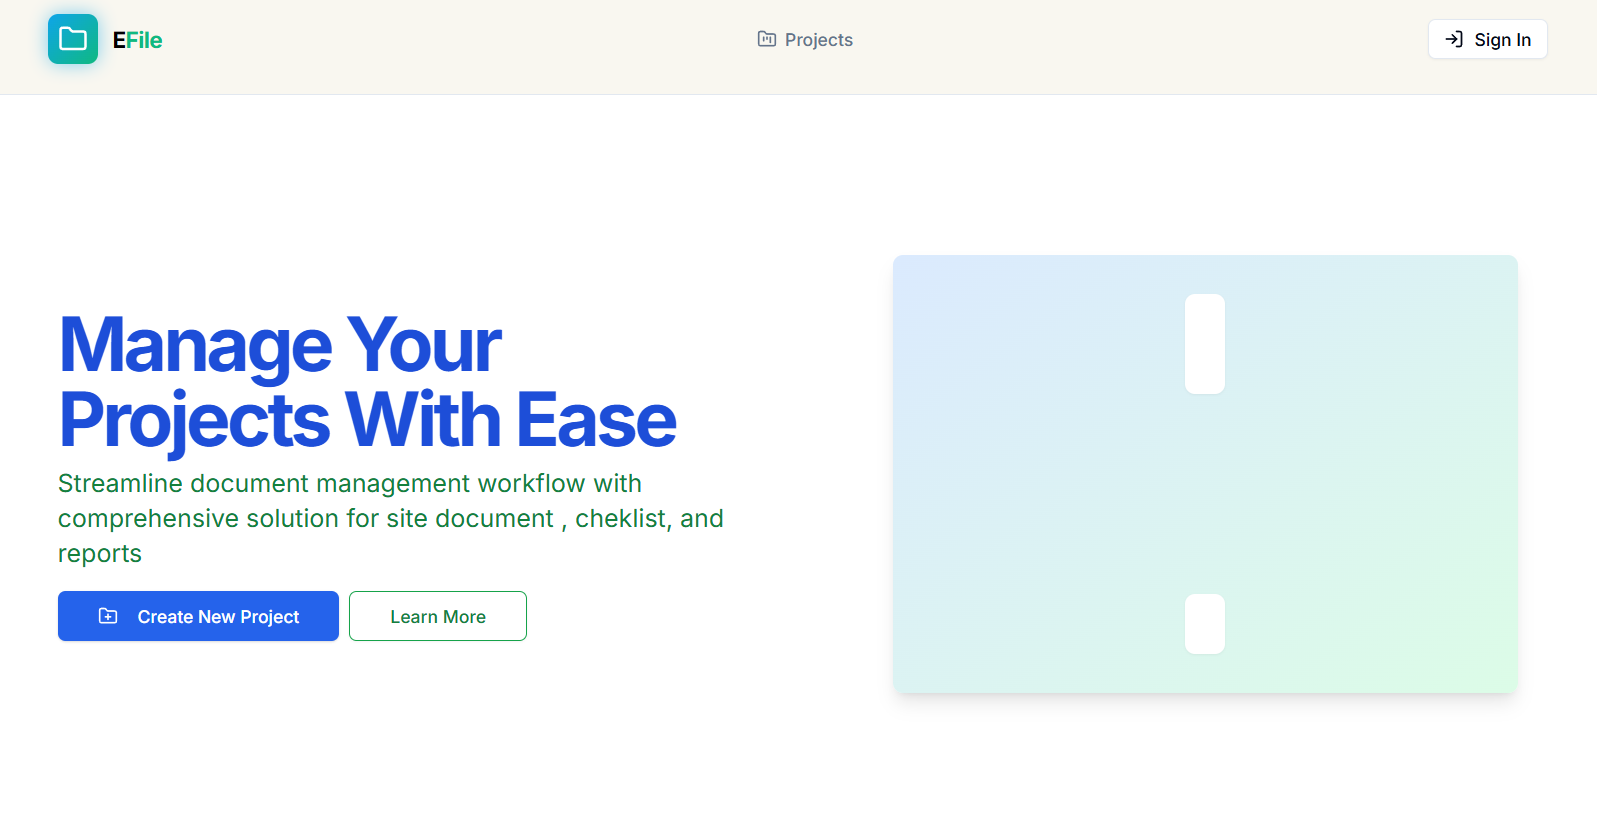 EFile
Projects
Sign In
Manage Your
Projects With Ease
Streamline document management workflow with
comprehensive solution for site document , cheklist, and
reports
Create New Project
Learn More